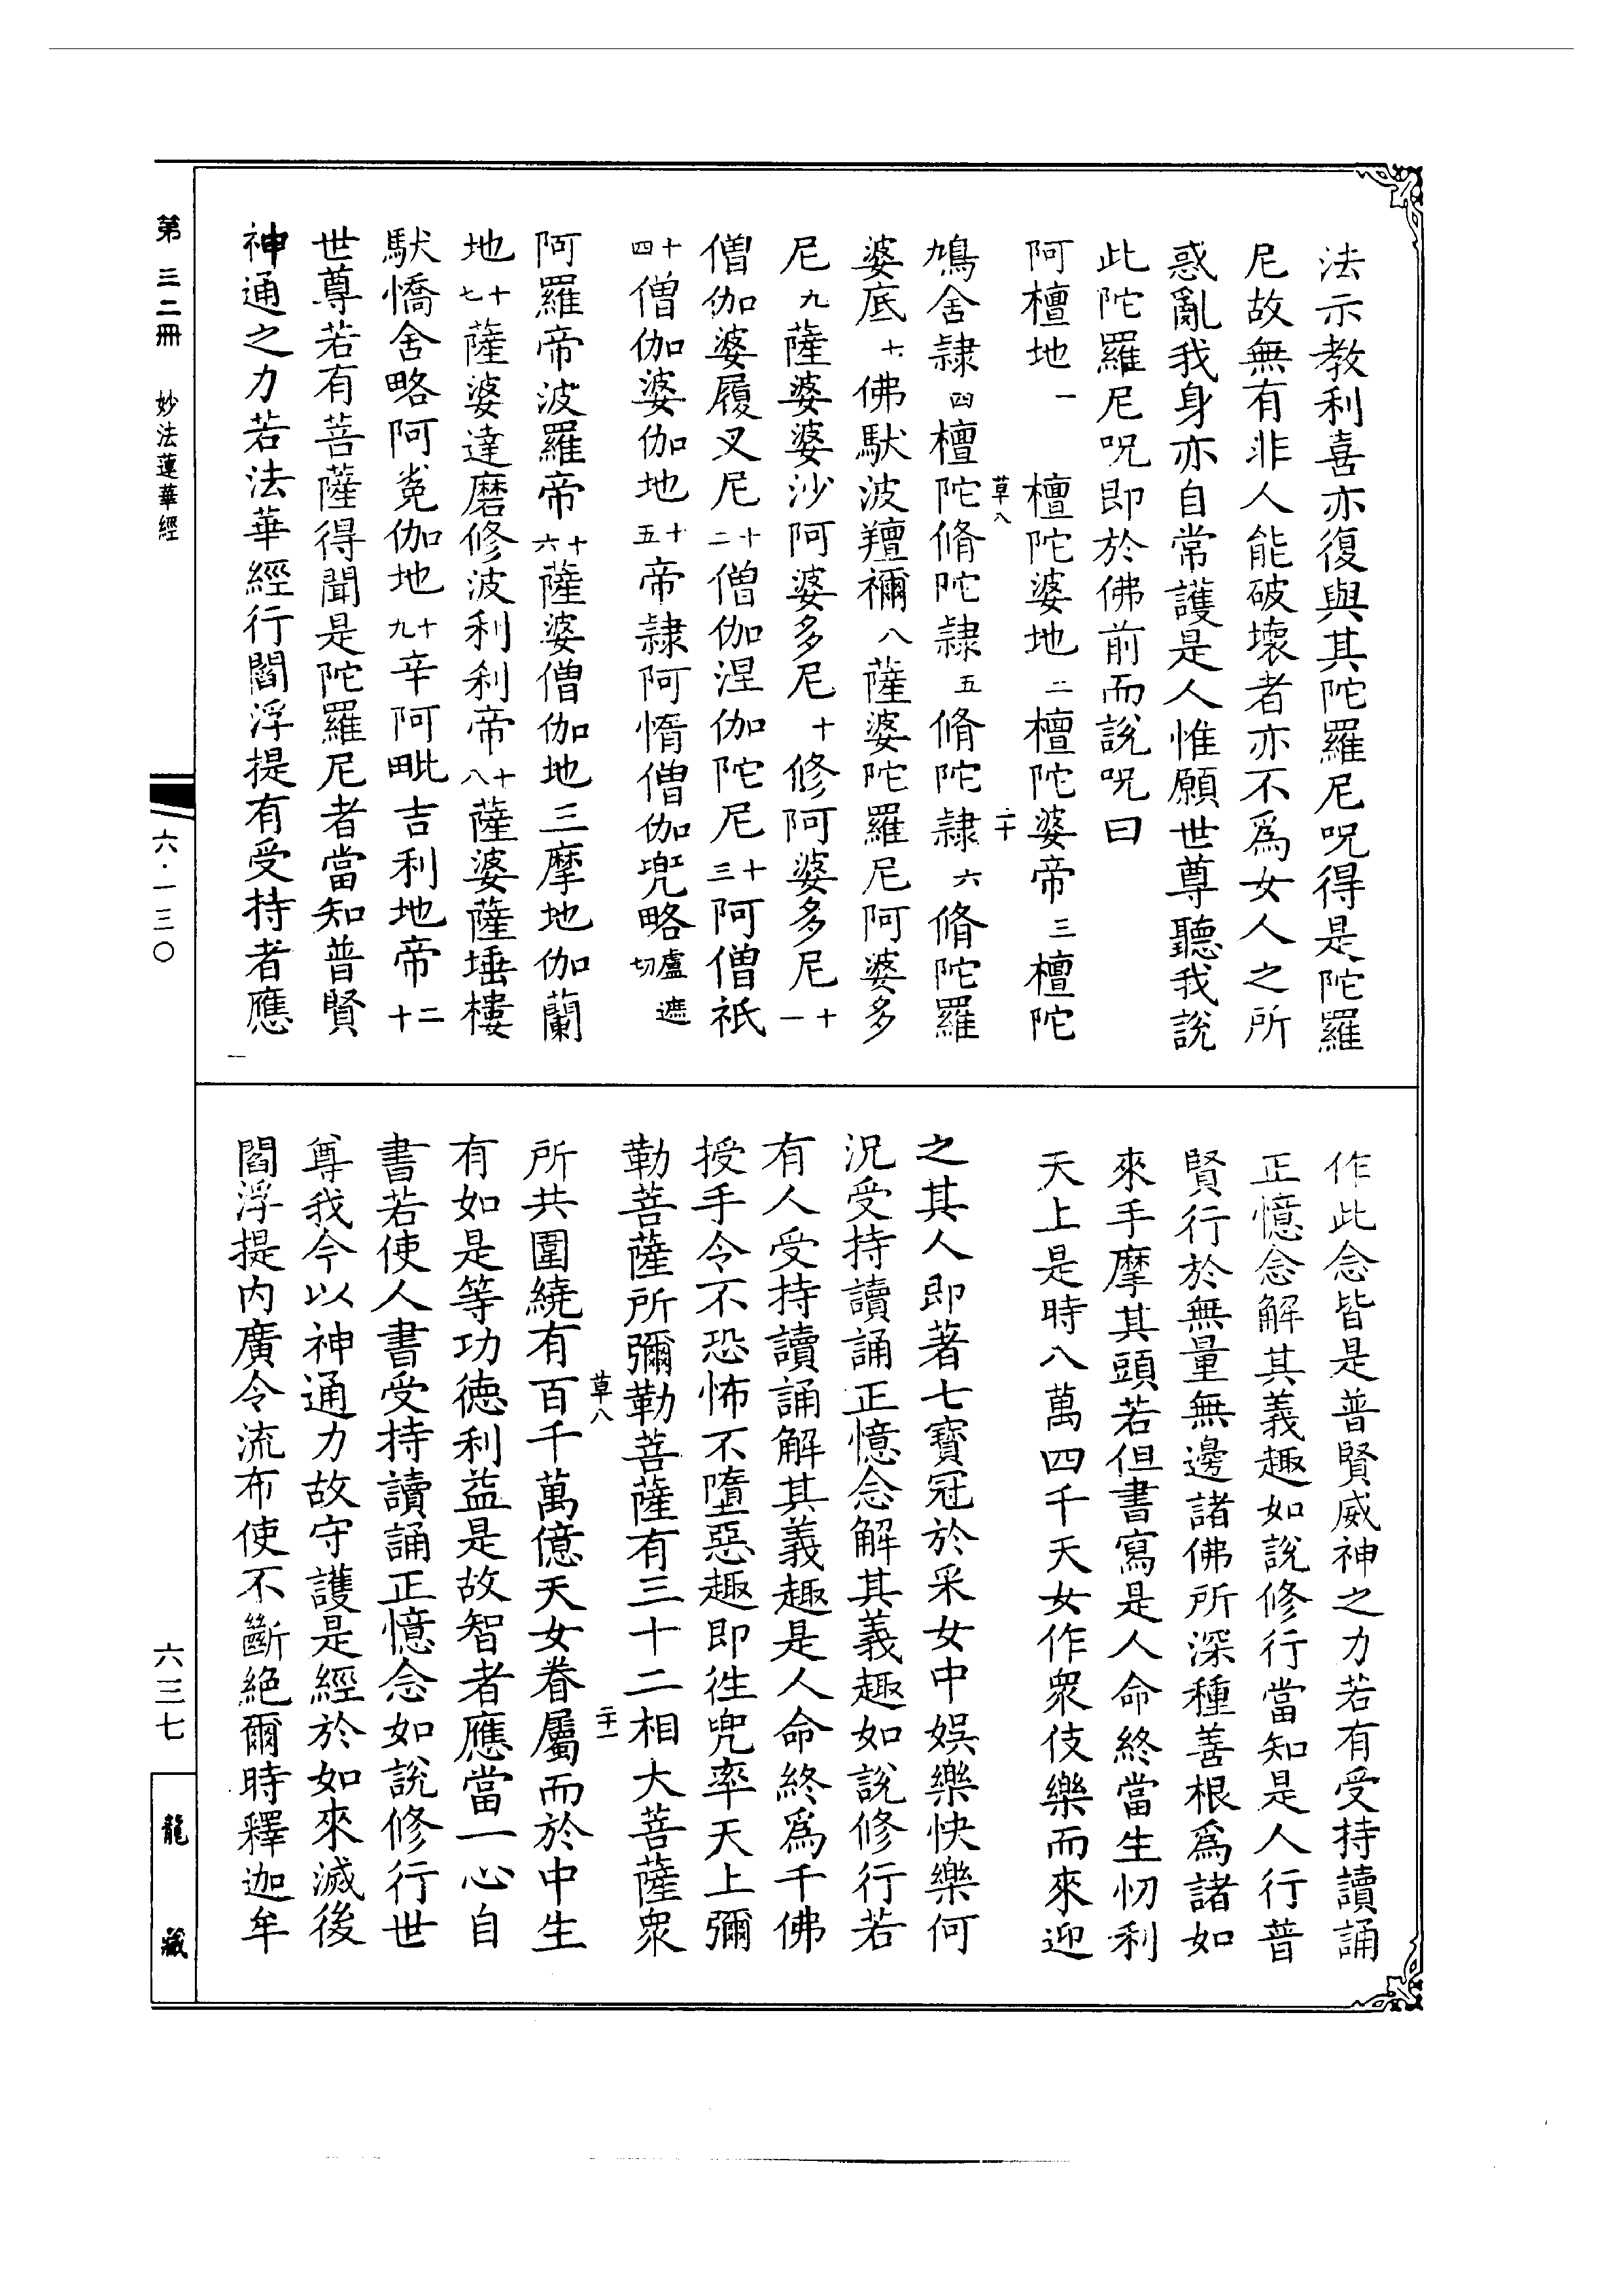 法示教利喜亦復與其陀羅尼呪得是陀羅
尼故無有非人能破壞者亦不爲女人之所
惑亂我身亦自常護是人惟願世尊聽我說
此陀羅尼呪即於佛前而說呪曰
阿檀地一檀陀婆地二檀陀婆帝三檀陀
草八
二十
鳩舍隷四檀陀脩陀隷五脩陀隷六脩陀羅
婆底七佛馱波羶禰八薩婆陀羅尼阿婆多
尼九薩婆婆沙阿婆多尼十修阿婆多尼十一
僧伽婆履叉尼十二僧伽涅伽陀尼十三阿僧祇
十四僧伽婆伽地十五帝隷阿惰僧伽兜略盧遮切
阿羅帝波羅帝十六薩婆僧伽地三摩地伽蘭
地十七薩婆達磨修波利刹帝十八薩婆薩埵樓
馱憍舍略阿㝹伽地十九辛阿毗吉利地帝二十
世尊若有菩薩得聞是陀羅尼者當知普賢
神通之力若法華經行閻浮提有受持者應
一
作此念皆是普賢威神之力若有受持讀誦
正憶念解其義趣如說修行當知是人行普
賢行於無量無邊諸佛所深種善根爲諸如
來手摩其頭若但書寫是人命終當生忉利
天上是時八萬四千天女作眾伎樂而來迎
之其人即著七寶冠於采女中娛樂快樂何
況受持讀誦正憶念解其義趣如說修行若
有人受持讀誦解其義趣是人命終爲千佛
授手令不恐怖不墮惡趣即徃兜率天上彌
勒菩薩所彌勒菩薩有三十二相大菩薩眾
草八
二十一
所共圍繞有百千萬億天女眷屬而於中生
有如是等功德利益是故智者應當一心自
書若使人書受持讀誦正憶念如說修行世
尊我今以神通力故守護是經於如來滅後
閻浮提內廣令流布使不斷絕爾時釋迦牟
第三二冊 妙法蓮華經
六·一三〇
六三七
龍藏